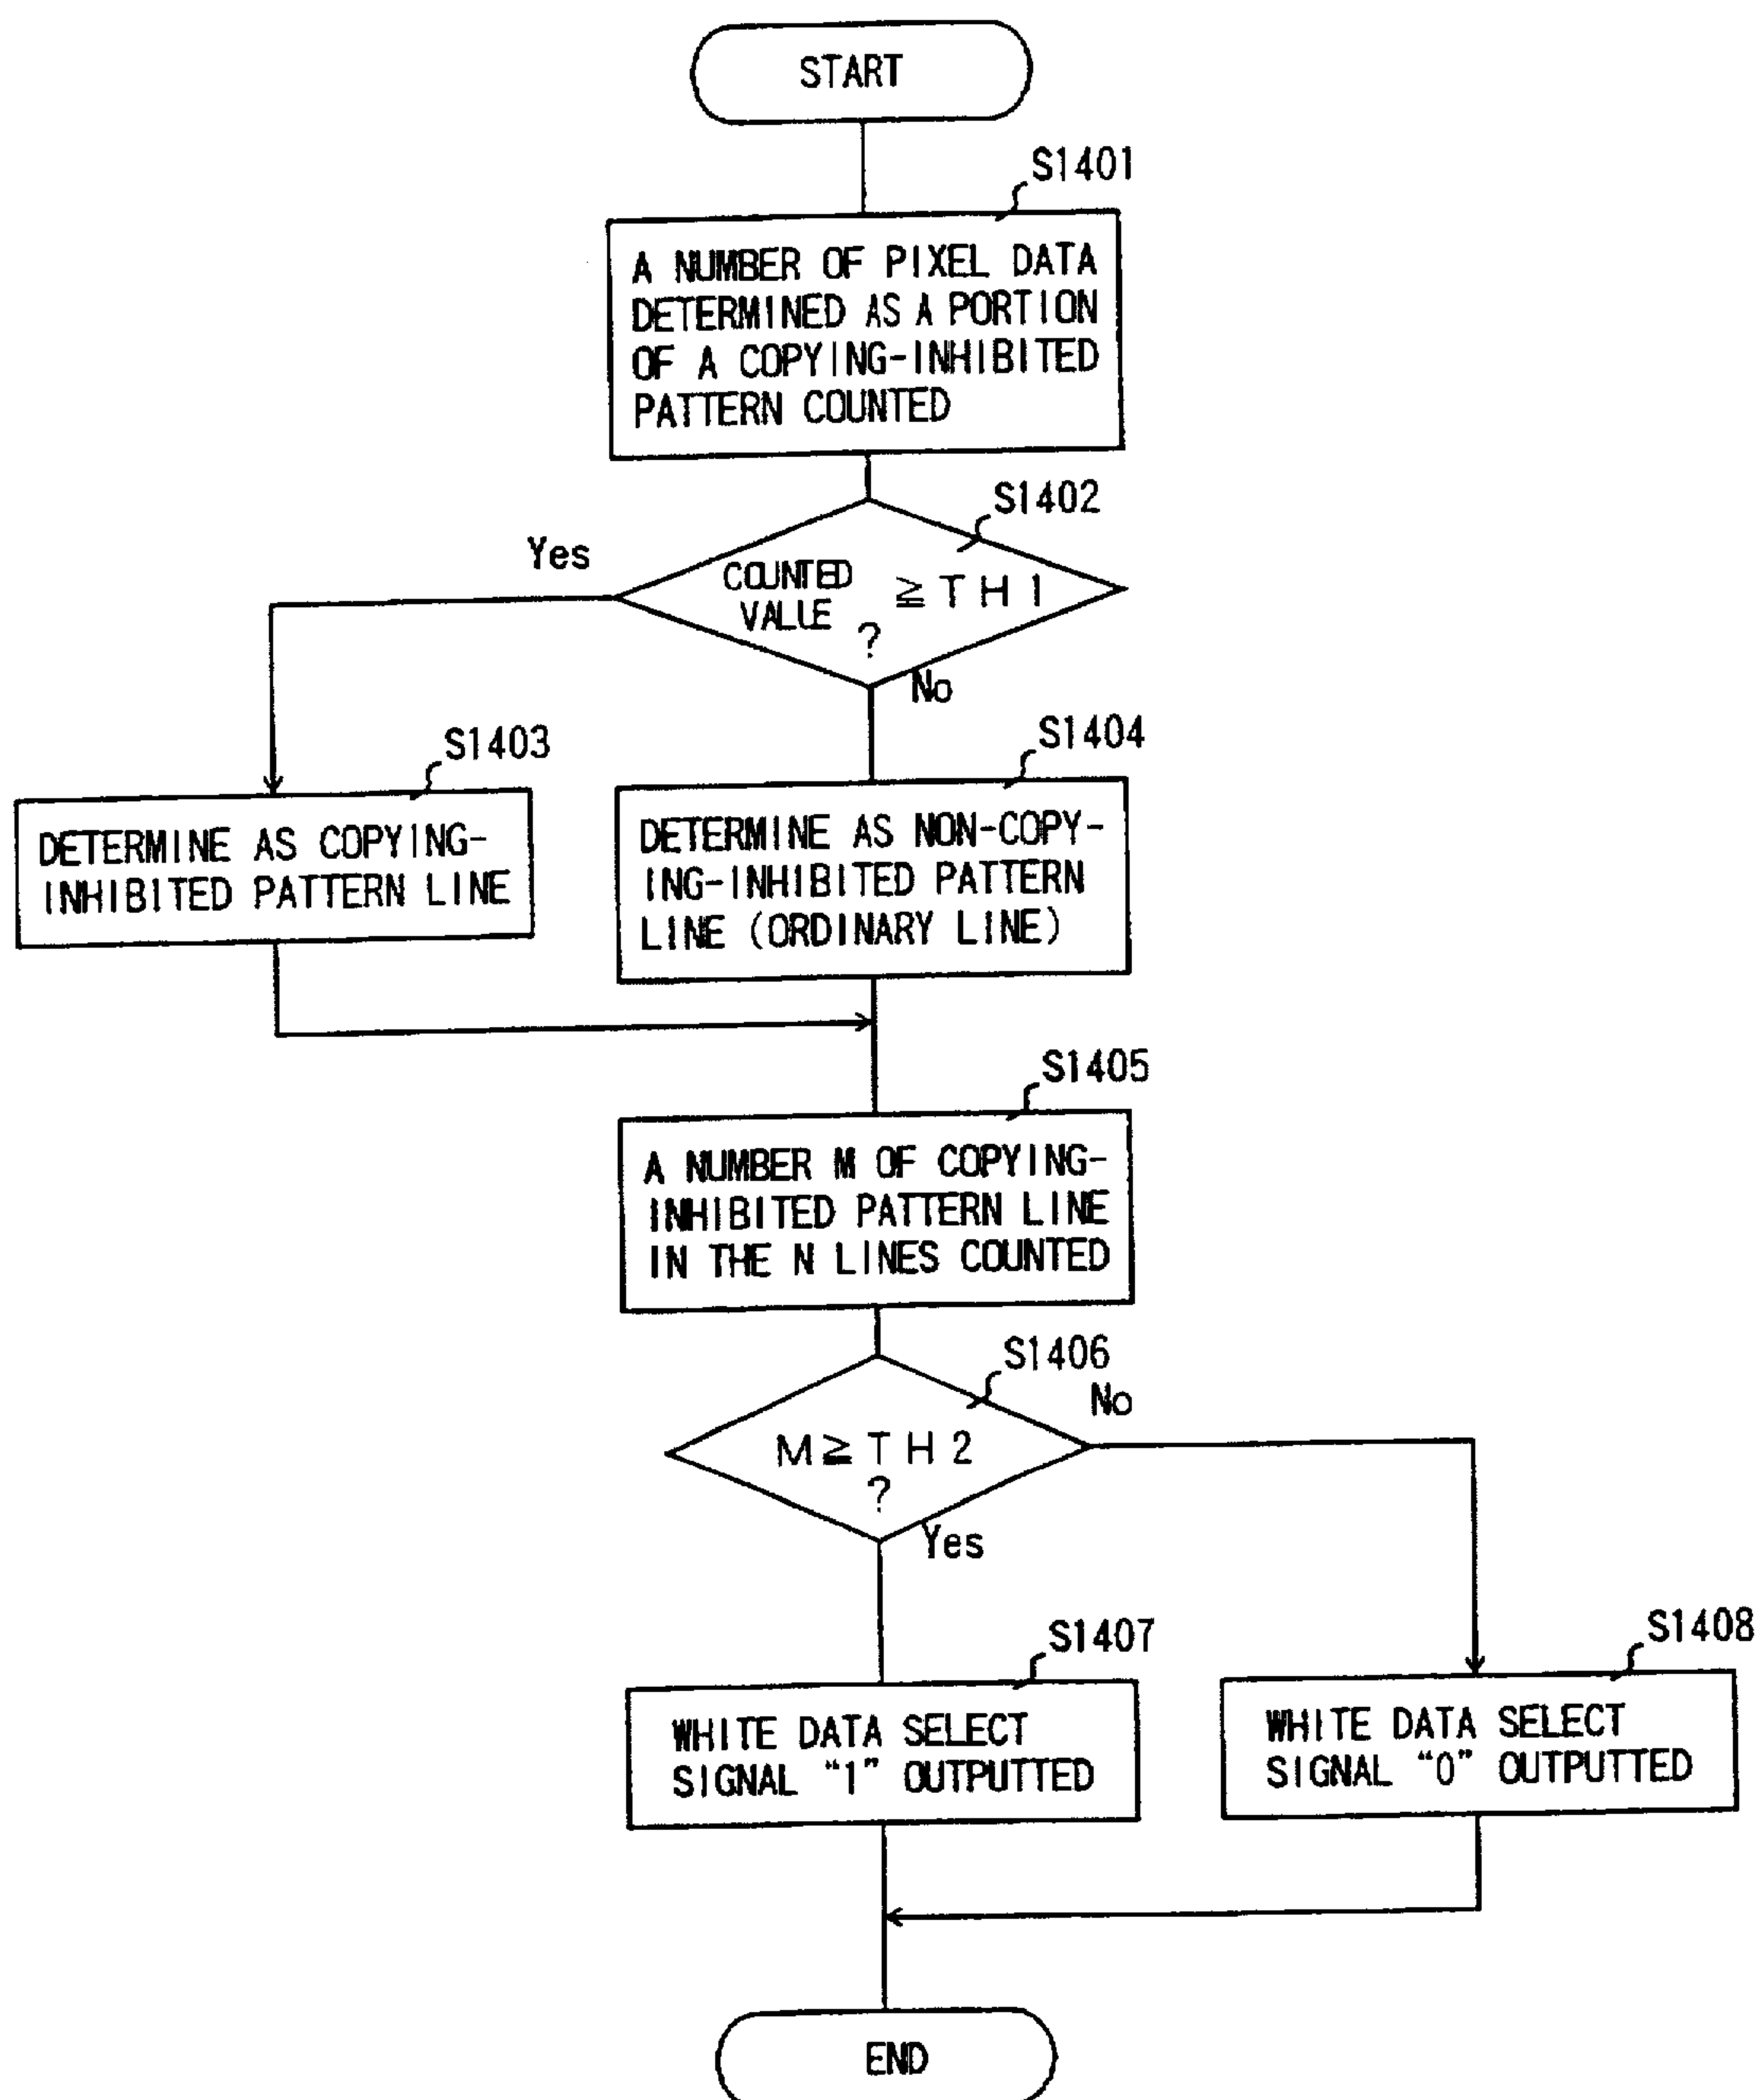 START
S1401
A NUMBER OF PIXEL DATA
DETERMINED AS A PORTION
OF A COPYING-INHIBITED
PATTERN COUNTED
S1402
Yes
COUNTED
VALUE
≧ T H 1
?
No
S1403
DETERMINE AS COPYING-
INHIBITED PATTERN LINE
S1404
DETERMINE AS NON-COPY-
ING-INHIBITED PATTERN
LINE (ORDINARY LINE)
S1405
A NUMBER M OF COPYING-
INHIBITED PATTERN LINE
IN THE N LINES COUNTED
S1406
No
M ≧ T H 2
?
Yes
S1407
WHITE DATA SELECT
SIGNAL “1” OUTPUTTED
S1408
WHITE DATA SELECT
SIGNAL “0” OUTPUTTED
END